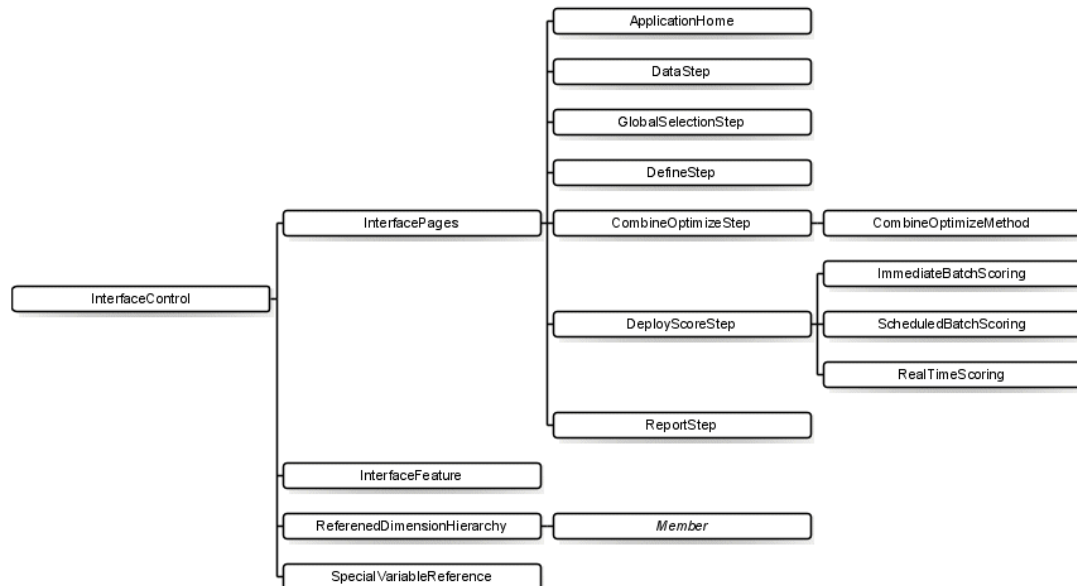 ApplicationHome
DataStep
GlobalSelectionStep
DefineStep
InterfacePages
CombineOptimizeStep
CombineOptimizeMethod
ImmediateBatchScoring
InterfaceControl
DeployScoreStep
ScheduledBatchScoring
RealTimeScoring
ReportStep
InterfaceFeature
ReferenedDimensionHierarchy
Member
SpecialVariableReference